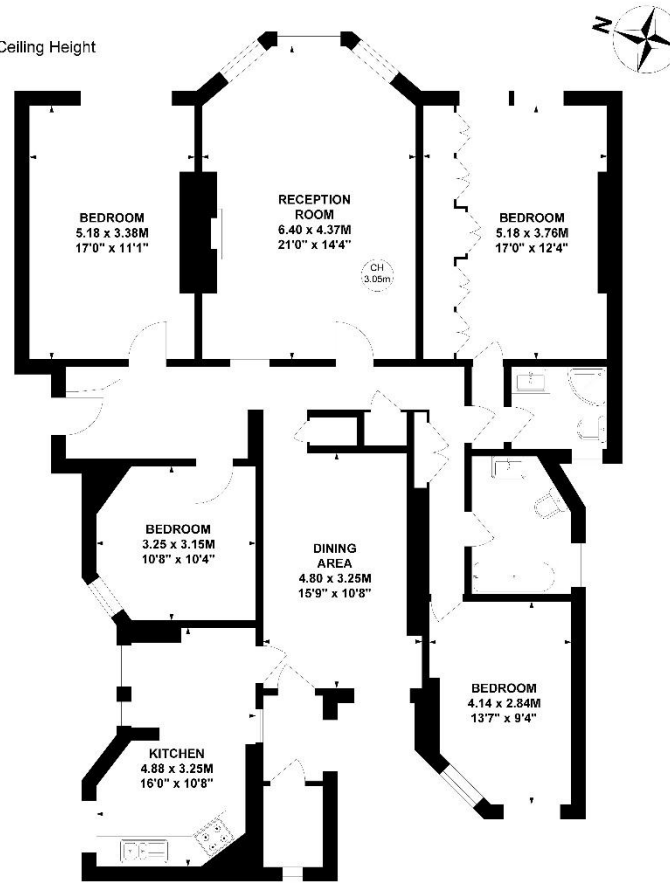 N
Ceiling Height
BEDROOM
5.18 x 3.38M
17'0" x 11'1"
RECEPTION
ROOM
6.40 x 4.37M
21'0" x 14'4"
CH
3.05m
BEDROOM
5.18 x 3.76M
17'0" x 12'4"
BEDROOM
3.25 x 3.15M
10'8" x 10'4"
DINING
AREA
4.80 x 3.25M
15'9" x 10'8"
BEDROOM
4.14 x 2.84M
13'7" x 9'4"
KITCHEN
4.88 x 3.25M
16'0" x 10'8"